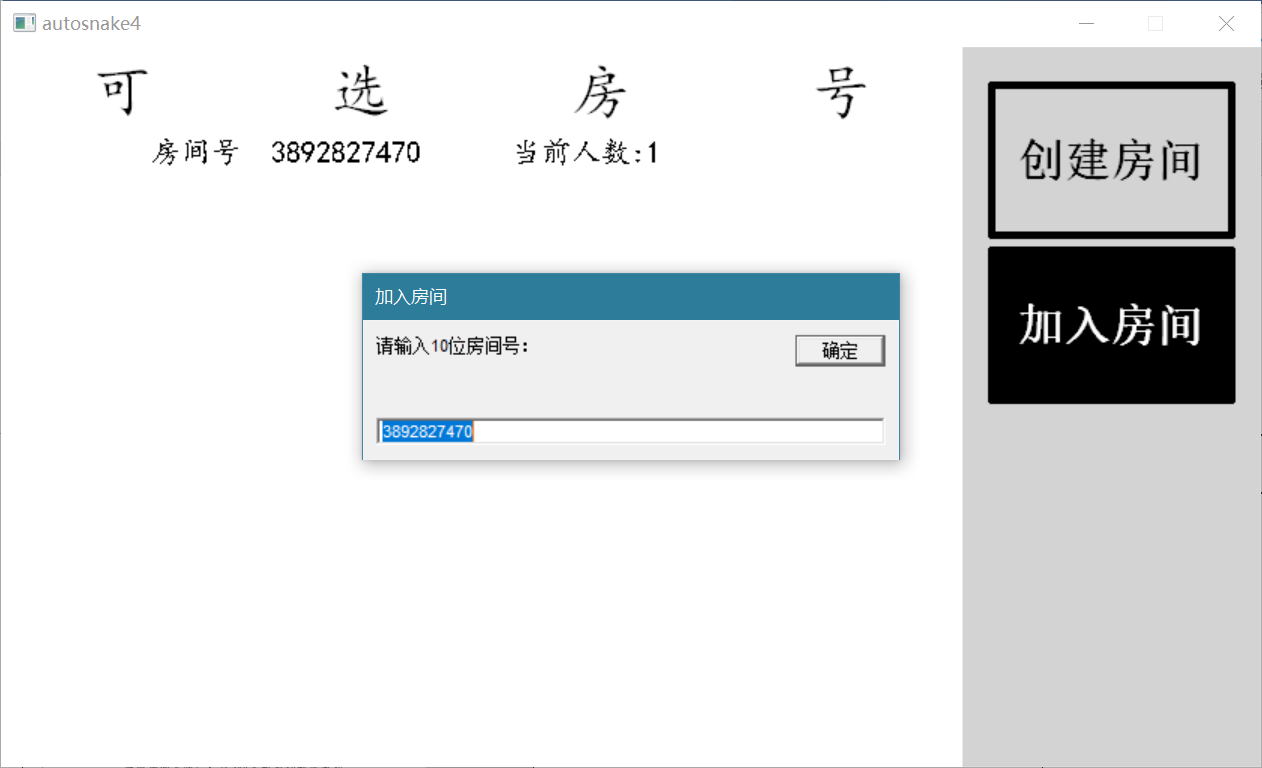 autosnake4
可 选 房 号
房间号 3892827470 当前人数:1
创建房间
加入房间
加入房间
请输入10位房间号：
确定
3892827470